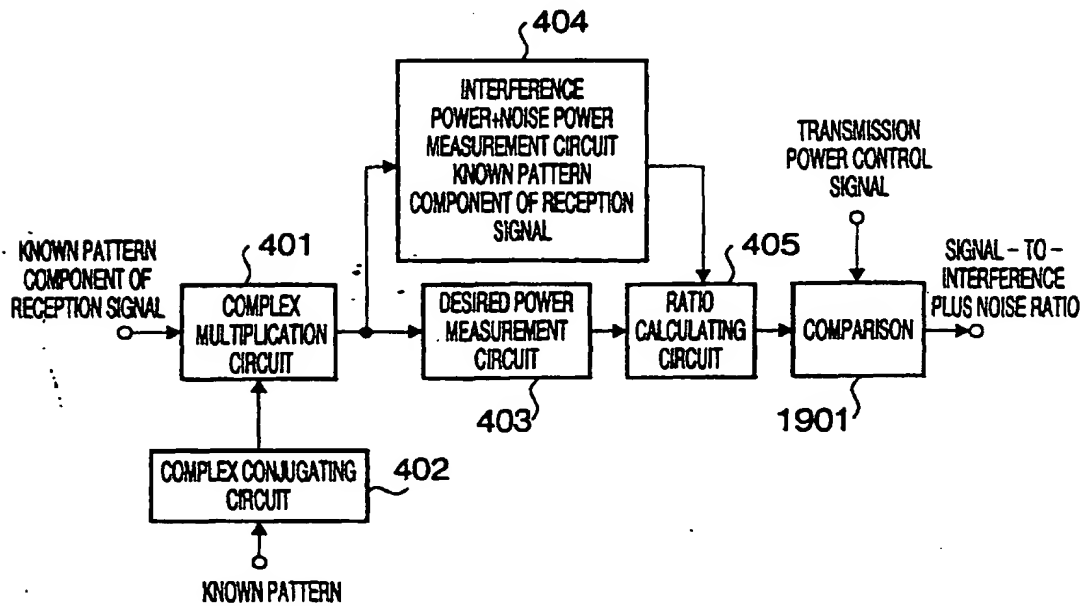 404
INTERFERENCE
POWER+NOISE POWER
MEASUREMENT CIRCUIT
KNOWN PATTERN
COMPONENT OF RECEPTION
SIGNAL
TRANSMISSION
POWER CONTROL
SIGNAL
KNOWN PATTERN
COMPONENT OF
RECEPTION SIGNAL
401
COMPLEX
MULTIPLICATION
CIRCUIT
DESIRED POWER
MEASUREMENT
CIRCUIT
403
405
RATIO
CALCULATING
CIRCUIT
COMPARISON
1901
SIGNAL - TO -
INTERFERENCE
PLUS NOISE RATIO
COMPLEX CONJUGATING
CIRCUIT
402
KNOWN PATTERN